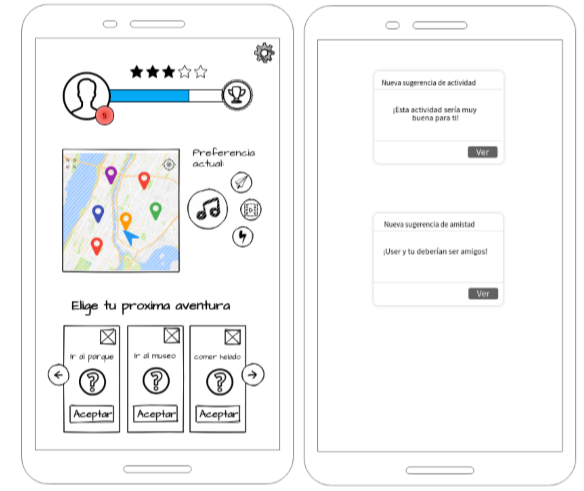 5
Preferencia
actual:
Elige tu proxima aventura
Ir al parque
Ir al museo
comer helado
?
?
?
Aceptar
Aceptar
Aceptar
Nueva sugerencia de actividad
¡Esta actividad sería muy
buena para ti!
Ver
Nueva sugerencia de amistad
¡User y tu deberían ser amigos!
Ver